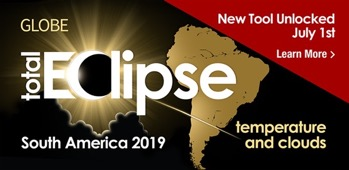 GLOBE
total Eclipse
South America 2019
New Tool Unlocked
July 1st
Learn More >
temperature
and clouds